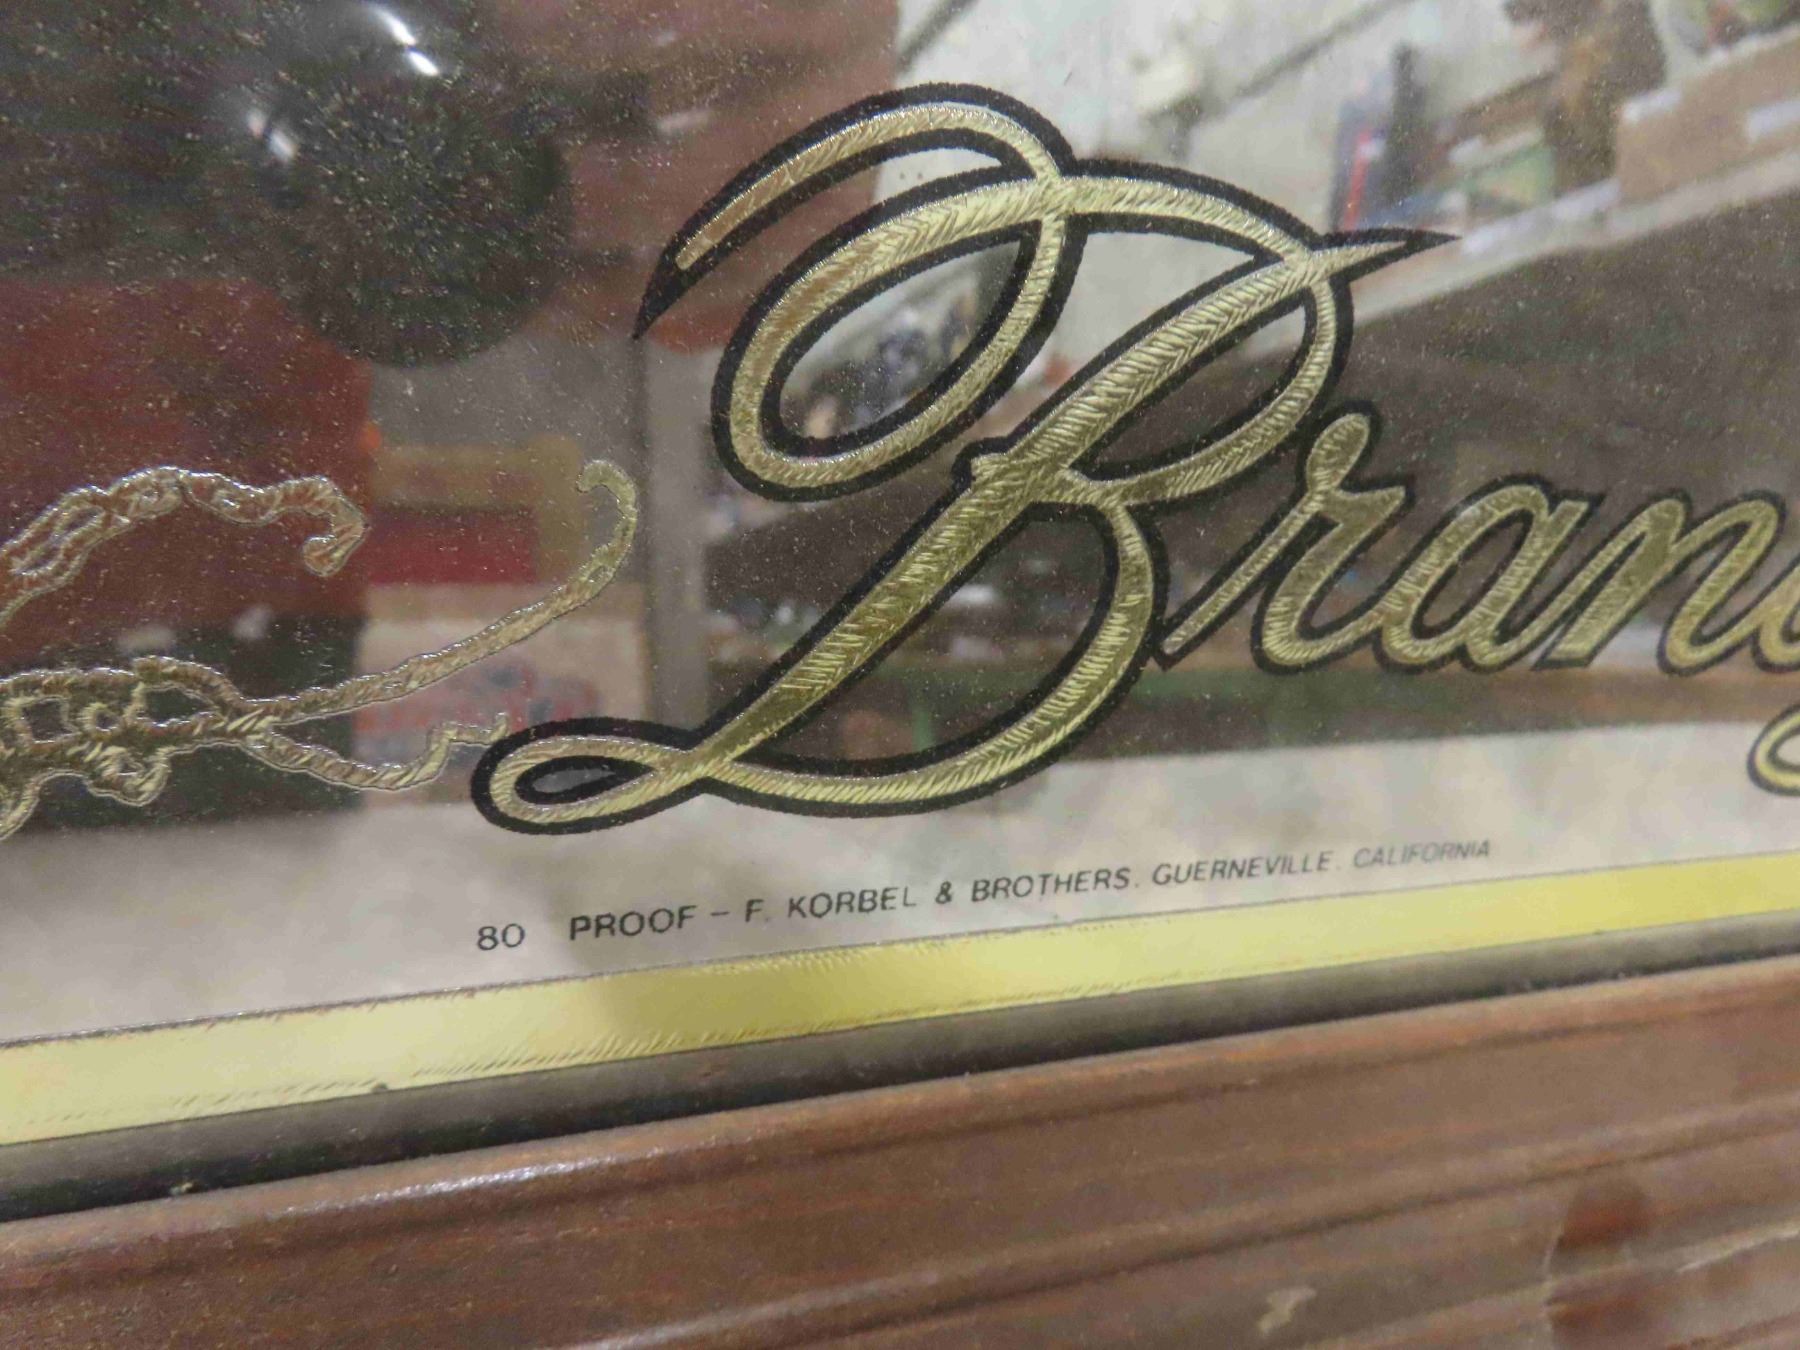 Bran
80 PROOF – F. KORBEL & BROTHERS. GUERNEVILLE. CALIFORNIA